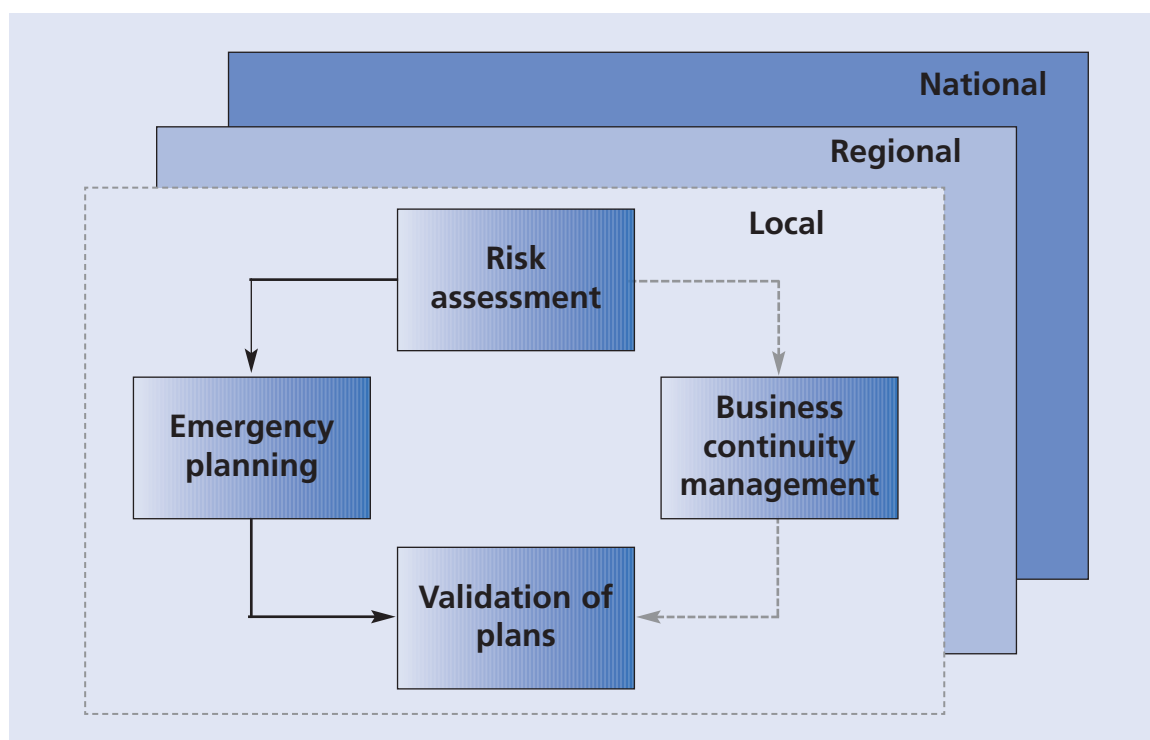 National
Regional
Local
Risk
assessment
Emergency
planning
Business
continuity
management
Validation of
plans